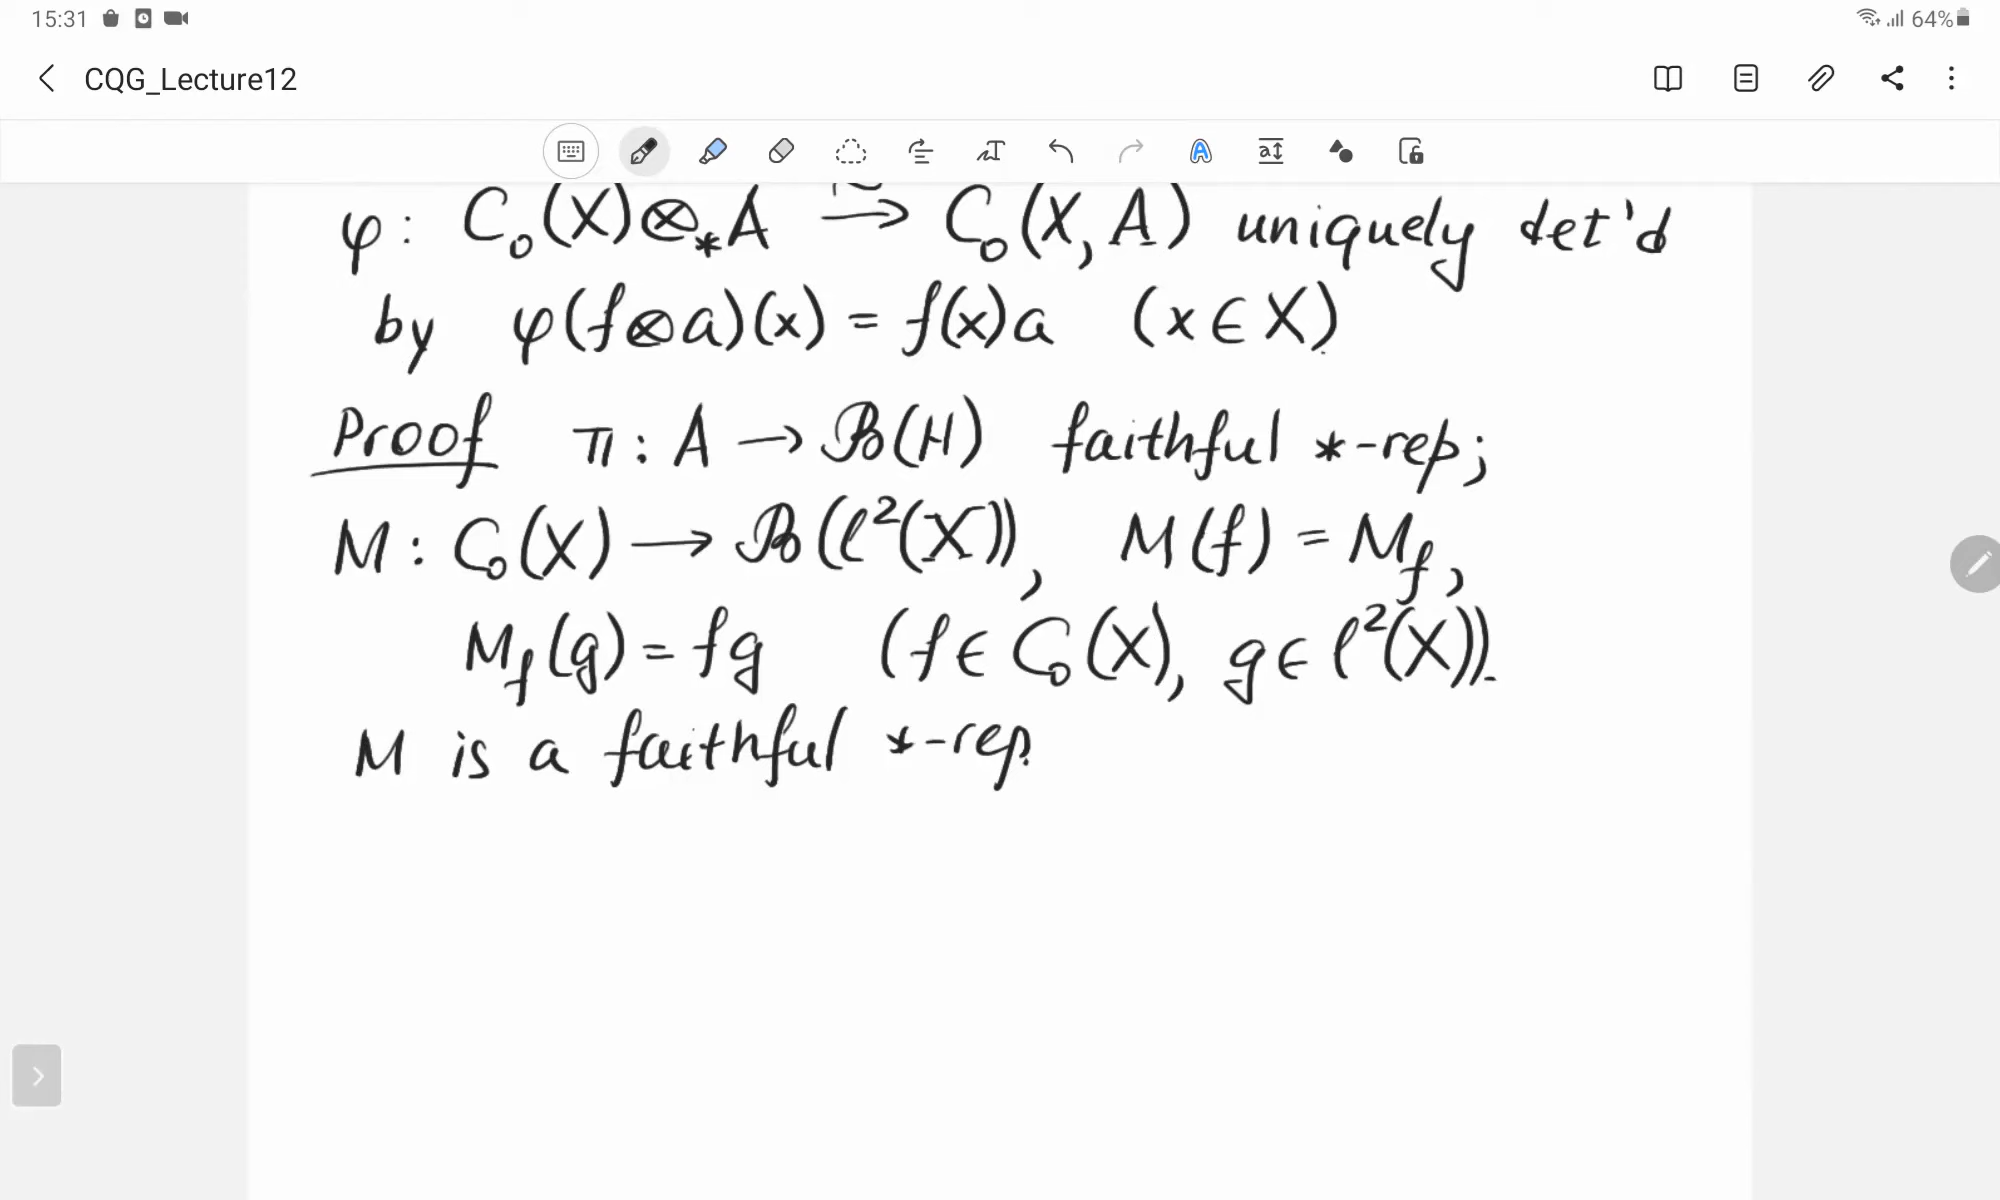 15:31 64%
CQG_Lecture12
φ: C₀(X)⊗_*A → C₀(X, A) uniquely det'd
by φ(f⊗a)(x) = f(x)a (x∈X).
Proof π: A → B(H) faithful *-rep;
M: C₀(X) → B(ℓ²(X)), M(f) = M_f,
M_f(g) = fg (f∈C₀(X), g∈ℓ²(X)).
M is a faithful *-rep.